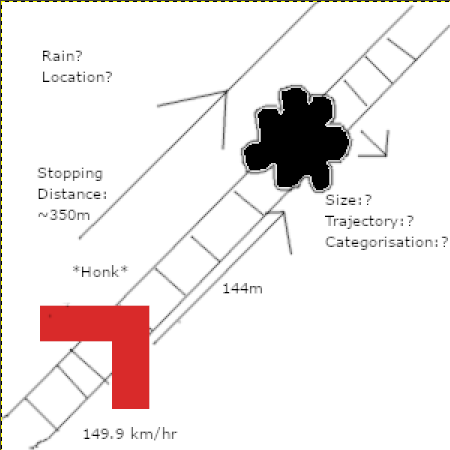 Rain?
Location?
Stopping
Distance:
~350m
Size:?
Trajectory:?
Categorisation:?
*Honk*
144m
149.9 km/hr